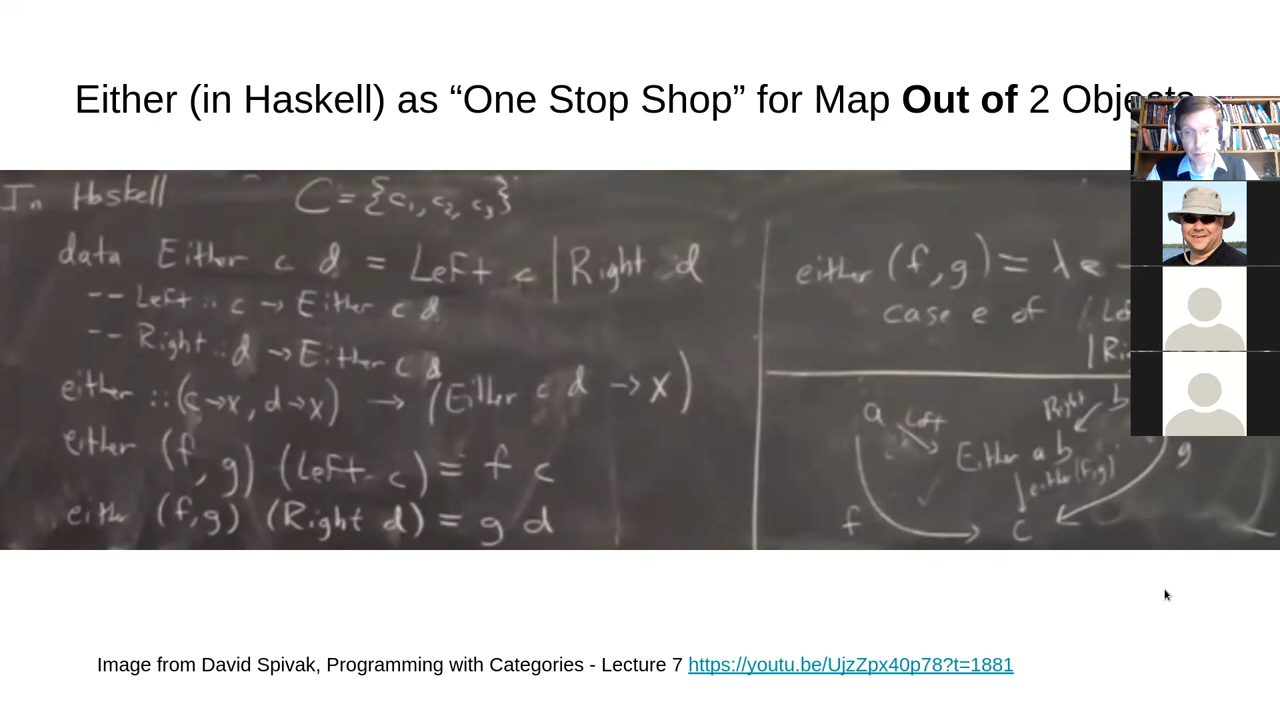 Either (in Haskell) as “One Stop Shop” for Map Out of 2 Objects
In Haskell C = {c₁, c₂, c₃}
data Either c d = Left c | Right d
-- Left :: c → Either c d
-- Right :: d → Either c d
either :: (c→x, d→x) → (Either c d → x)
either (f, g) (Left c) = f c
either (f,g) (Right d) = g d
either (f,g) = λe
case e of
a Left Right b
Either a b
either(f,g) g
f c
Image from David Spivak, Programming with Categories - Lecture 7 https://youtu.be/UjzZpx40p78?t=1881